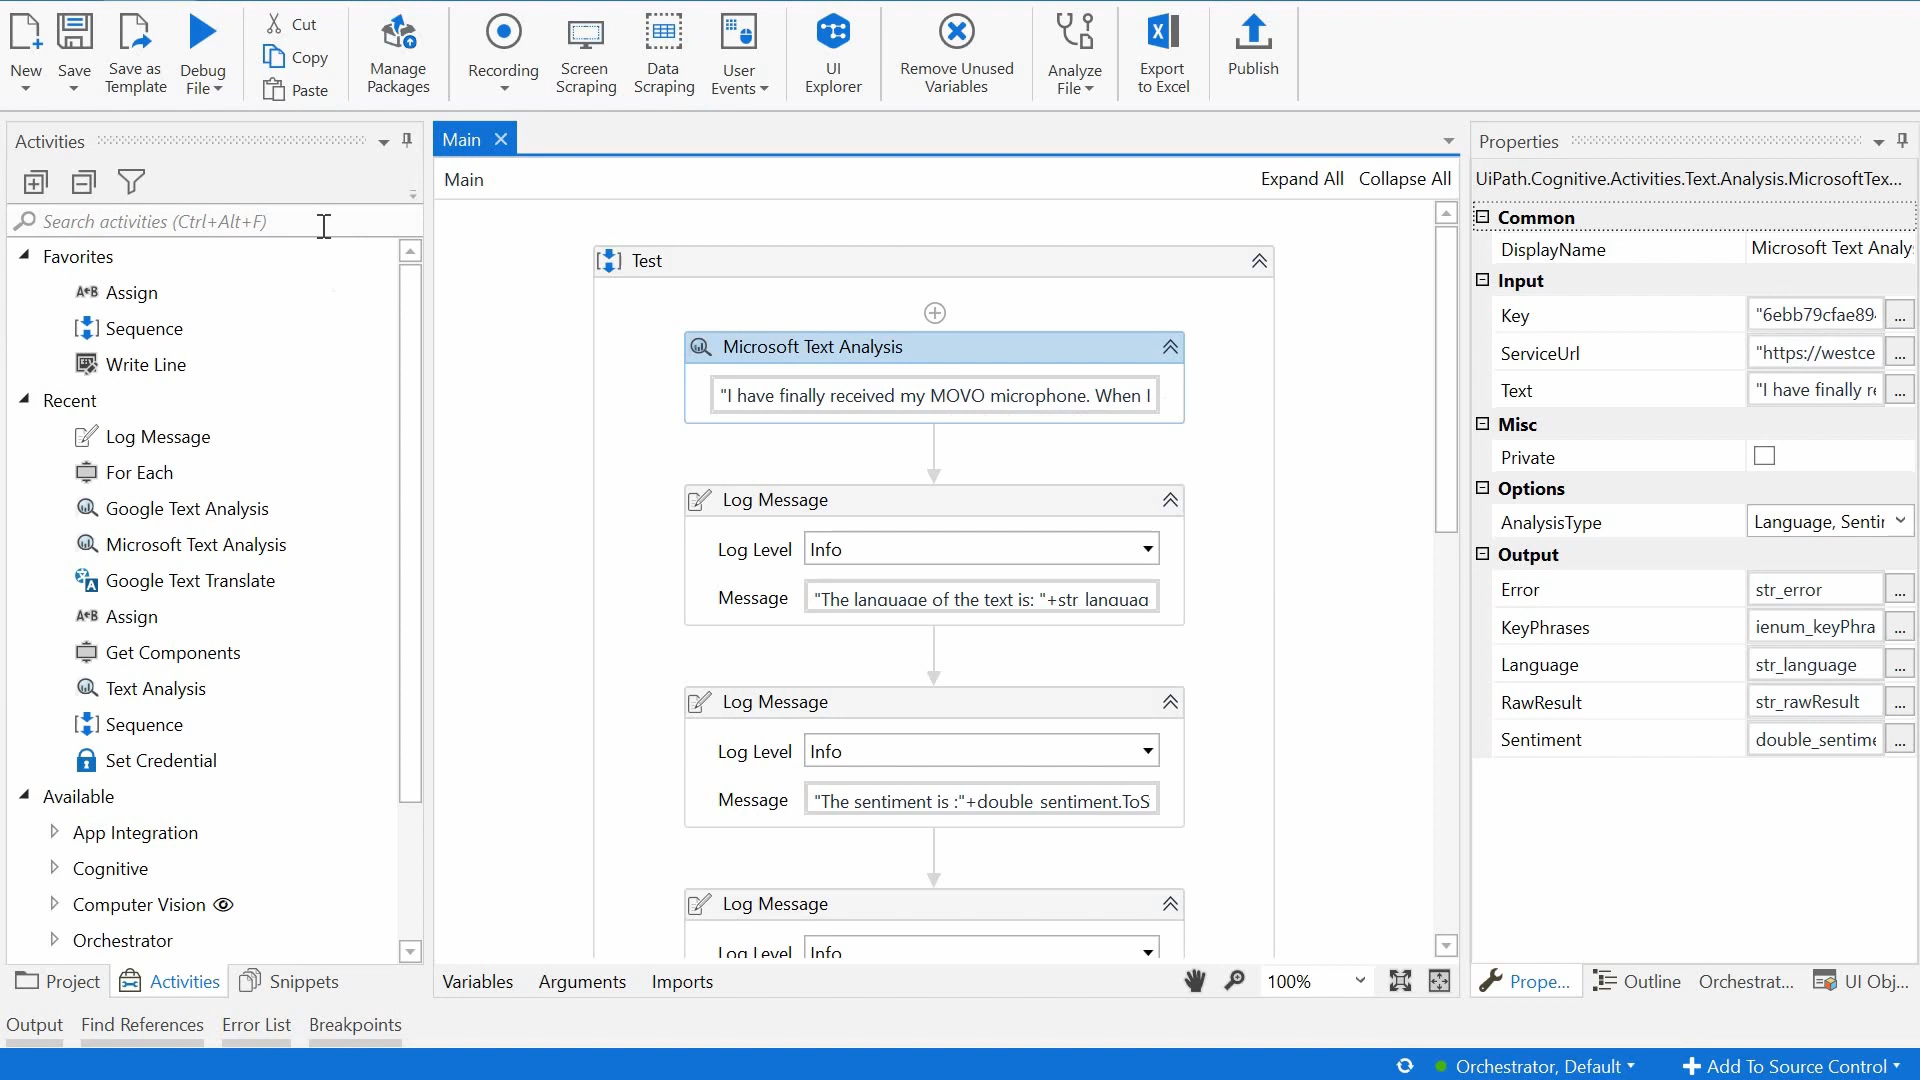 New
Save
Save as
Template
Debug
File
Cut
Copy
Paste
Manage
Packages
Recording
Screen
Scraping
Data
Scraping
User
Events
UI
Explorer
Remove Unused
Variables
Analyze
File
Export
to Excel
Publish
Activities
Search activities (Ctrl+Alt+F)
Favorites
A←B Assign
Sequence
Write Line
Recent
Log Message
For Each
Google Text Analysis
Microsoft Text Analysis
Google Text Translate
A←B Assign
Get Components
Text Analysis
Sequence
Set Credential
Available
App Integration
Cognitive
Computer Vision
Orchestrator
Project
Activities
Snippets
Main
Main
Expand All
Collapse All
Test
Microsoft Text Analysis
"I have finally received my MOVO microphone. When I
Log Message
Log Level Info
Message "The language of the text is: "+str_languag
Log Message
Log Level Info
Message "The sentiment is :"+double_sentiment.ToS
Log Message
Log Level Info
Variables
Arguments
Imports
100%
Properties
UiPath.Cognitive.Activities.Text.Analysis.MicrosoftTex...
Common
DisplayName Microsoft Text Analy
Input
Key "6ebb79cfae89 ...
ServiceUrl "https://westce ...
Text "I have finally re ...
Misc
Private
Options
AnalysisType Language, Sentir
Output
Error str_error ...
KeyPhrases ienum_keyPhra ...
Language str_language ...
RawResult str_rawResult ...
Sentiment double_sentime ...
Prope...
Outline
Orchestrat...
UI Obj...
Output
Find References
Error List
Breakpoints
Orchestrator, Default
Add To Source Control